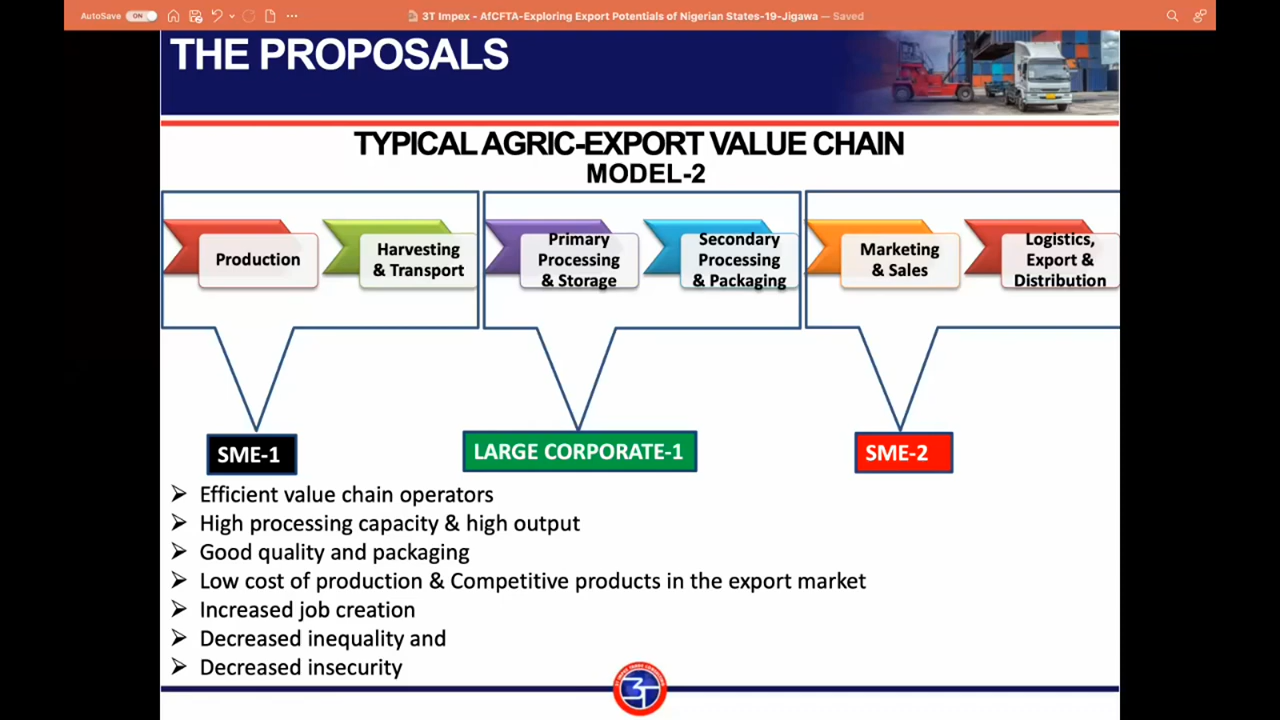 AutoSave ON
3T Impex - AfCFTA-Exploring Export Potentials of Nigerian States-19-Jigawa — Saved
THE PROPOSALS
TYPICAL AGRIC-EXPORT VALUE CHAIN
MODEL-2
Production
Harvesting
& Transport
Primary
Processing
& Storage
Secondary
Processing
& Packaging
Marketing
& Sales
Logistics,
Export &
Distribution
SME-1
LARGE CORPORATE-1
SME-2
➢ Efficient value chain operators
➢ High processing capacity & high output
➢ Good quality and packaging
➢ Low cost of production & Competitive products in the export market
➢ Increased job creation
➢ Decreased inequality and
➢ Decreased insecurity
3T